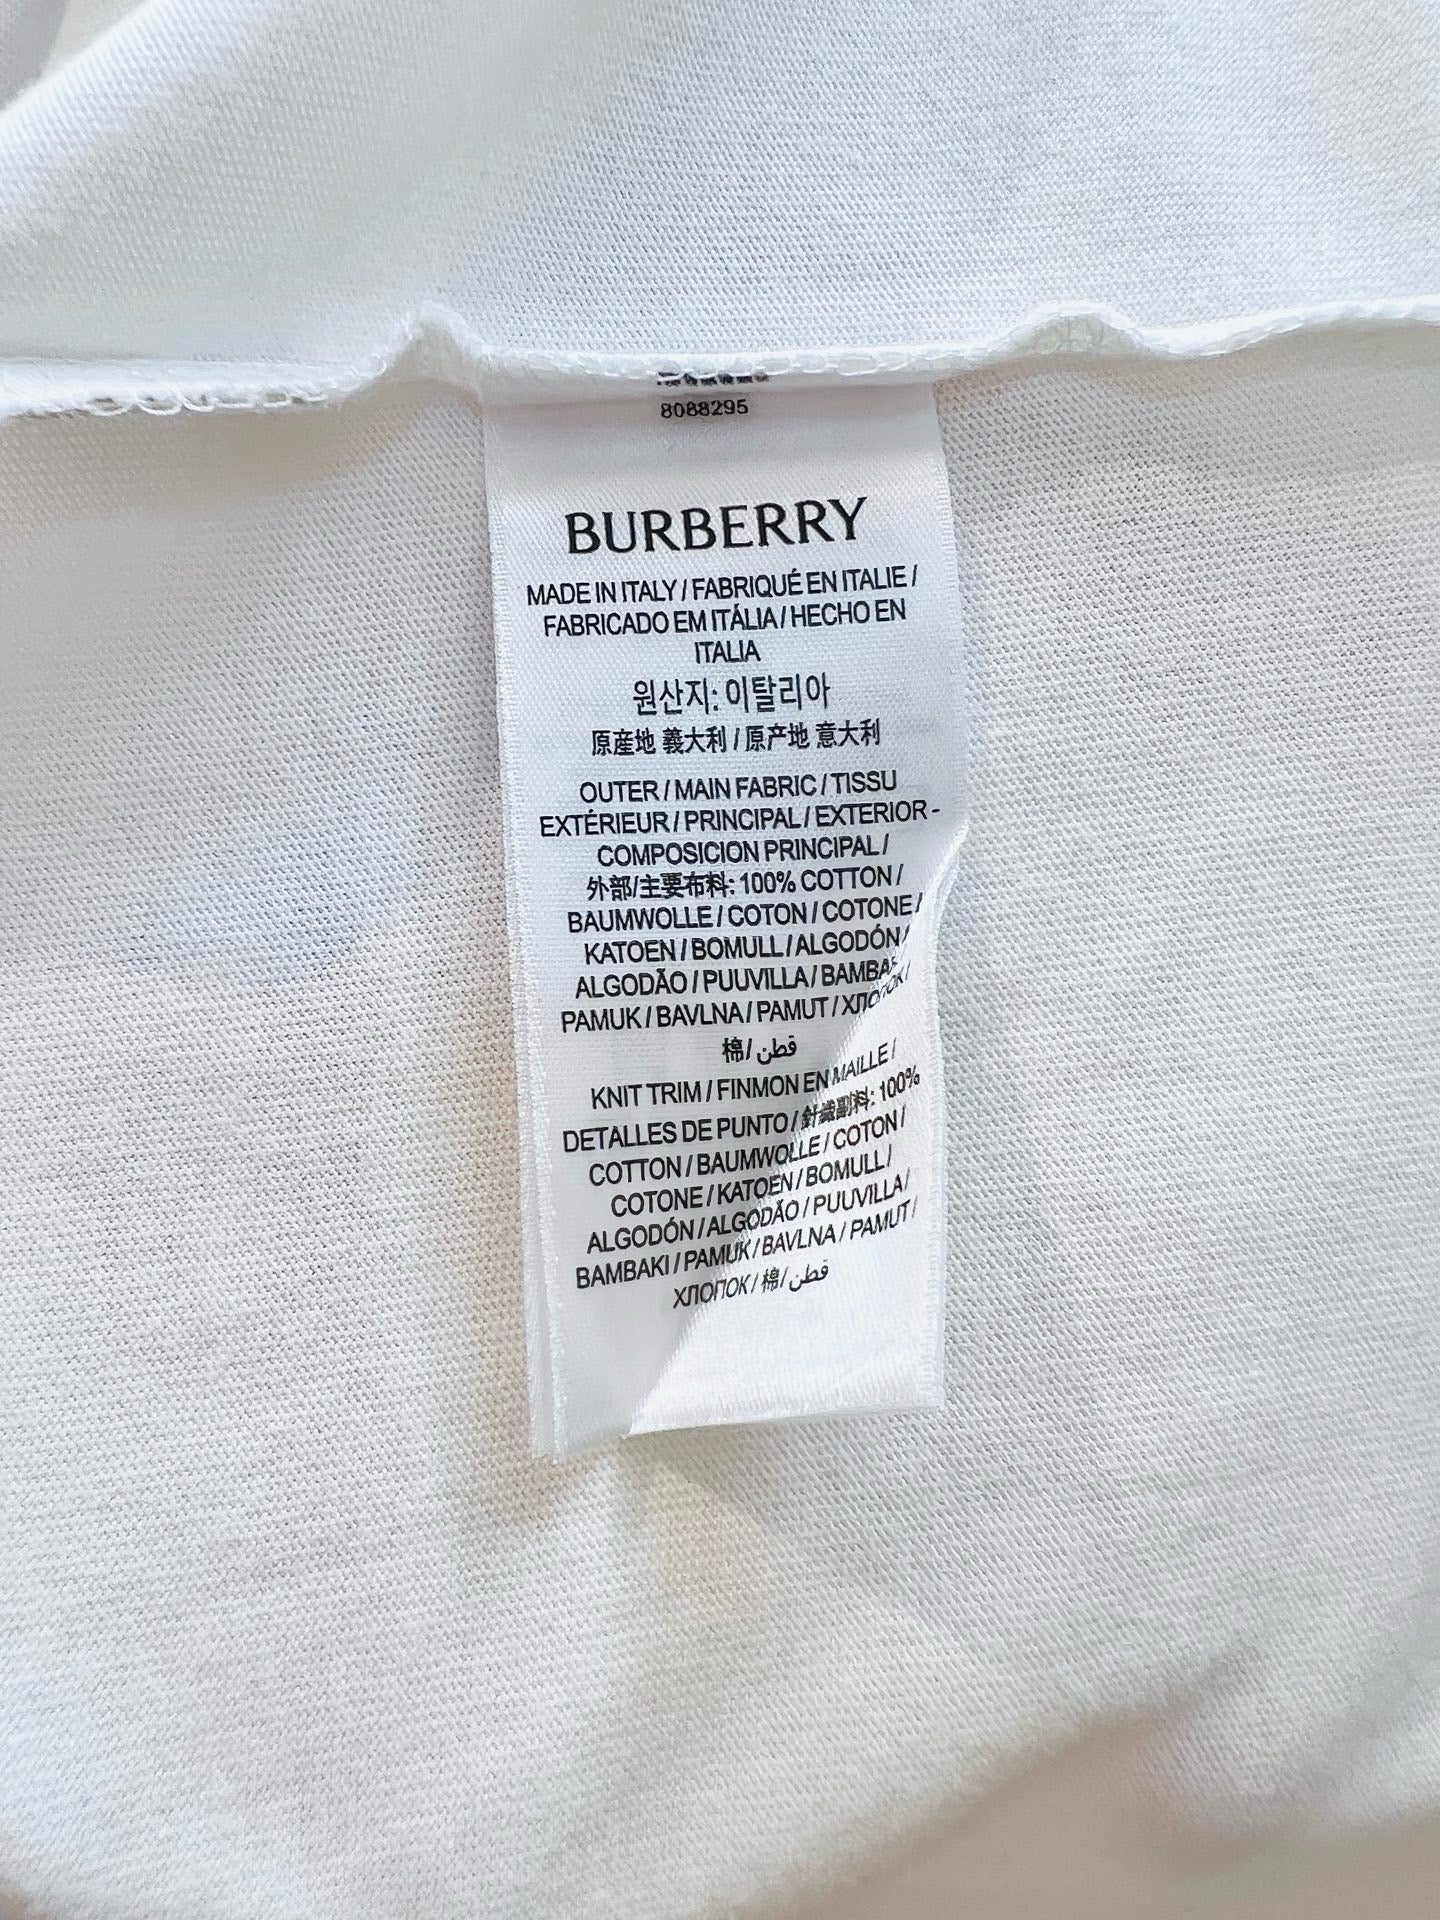 8088295
BURBERRY
MADE IN ITALY / FABRIQUÉ EN ITALIE /
FABRICADO EM ITÁLIA / HECHO EN
ITALIA
원산지: 이탈리아
原産地 義大利 / 原产地 意大利
OUTER / MAIN FABRIC / TISSU
EXTÉRIEUR / PRINCIPAL / EXTERIOR -
COMPOSICION PRINCIPAL /
外部/主要布料: 100% COTTON /
BAUMWOLLE / COTON / COTONE /
KATOEN / BOMULL / ALGODÓN /
ALGODÃO / PUUVILLA / BAMBA
PAMUK / BAVLNA / PAMUT / ХЛОПОК /
棉 / قطن
KNIT TRIM / FINMON EN MAILLE /
DETALLES DE PUNTO / 針織副料: 100%
COTTON / BAUMWOLLE / COTON /
COTONE / KATOEN / BOMULL /
ALGODÓN / ALGODÃO / PUUVILLA /
BAMBAKI / PAMUK / BAVLNA / PAMUT /
ХЛОПОК / 棉 / قطن